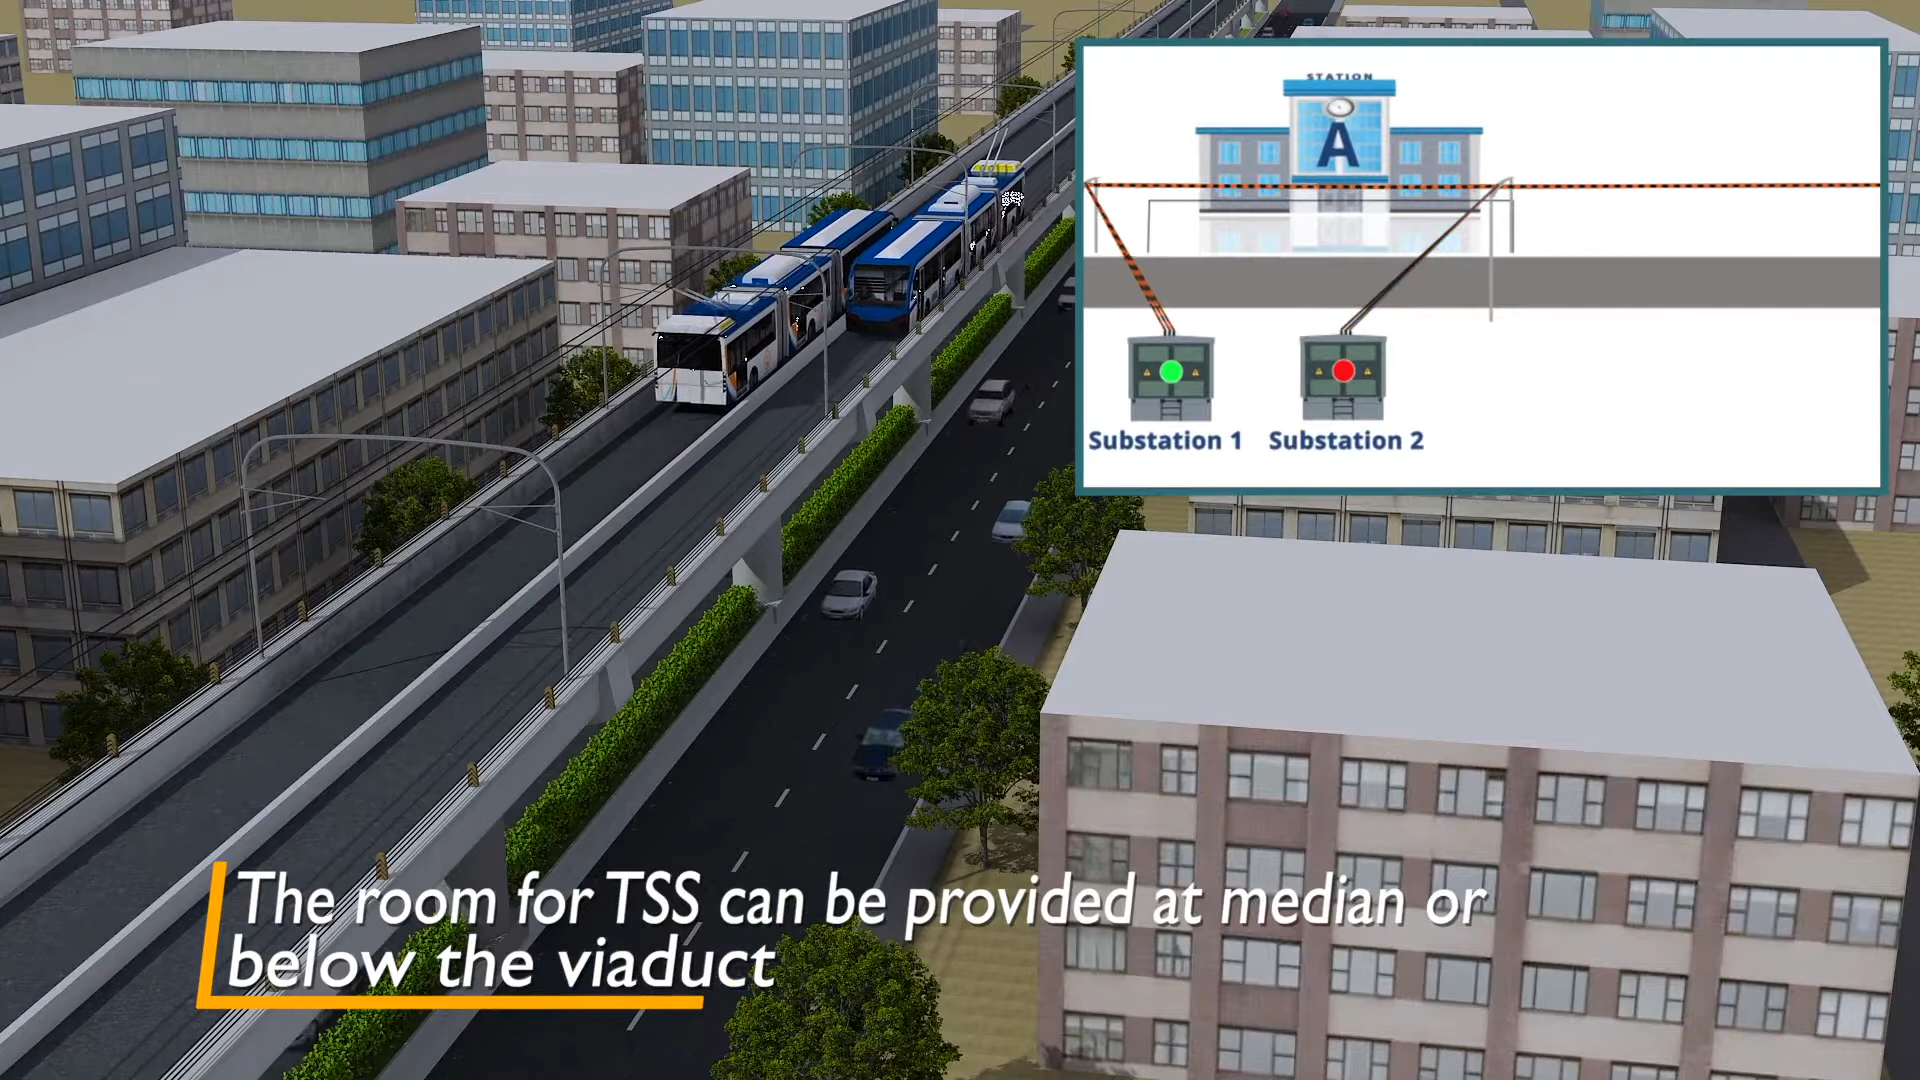 STATION
A
Substation 1 Substation 2
The room for TSS can be provided at median or
below the viaduct